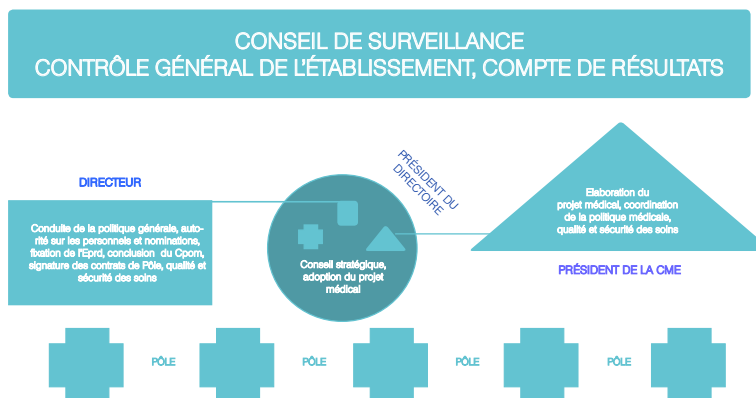 CONSEIL DE SURVEILLANCE
CONTRÔLE GÉNÉRAL DE L'ÉTABLISSEMENT, COMPTE DE RÉSULTATS
DIRECTEUR
Conduite de la politique générale, auto-
rité sur les personnels et nominations,
fixation de l'Eprd, conclusion du Cpom,
signature des contrats de Pôle, qualité et
sécurité des soins
PRÉSIDENT DU
DIRECTOIRE
Conseil stratégique,
adoption du projet
médical
Elaboration du
projet médical, coordination
de la politique médicale,
qualité et sécurité des soins
PRÉSIDENT DE LA CME
PÔLE
PÔLE
PÔLE
PÔLE